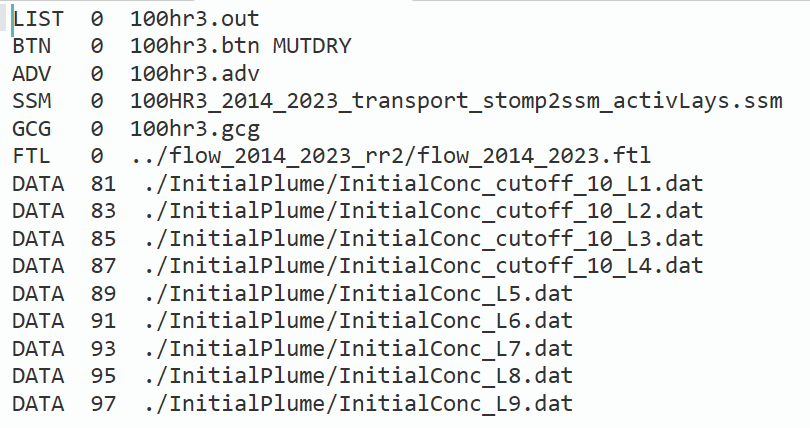 LIST  0  100hr3.out
BTN   0  100hr3.btn MUTDRY
ADV   0  100hr3.adv
SSM   0  100HR3_2014_2023_transport_stomp2ssm_activLays.ssm
GCG   0  100hr3.gcg
FTL   0  ../flow_2014_2023_rr2/flow_2014_2023.ftl
DATA  81  ./InitialPlume/InitialConc_cutoff_10_L1.dat
DATA  83  ./InitialPlume/InitialConc_cutoff_10_L2.dat
DATA  85  ./InitialPlume/InitialConc_cutoff_10_L3.dat
DATA  87  ./InitialPlume/InitialConc_cutoff_10_L4.dat
DATA  89  ./InitialPlume/InitialConc_L5.dat
DATA  91  ./InitialPlume/InitialConc_L6.dat
DATA  93  ./InitialPlume/InitialConc_L7.dat
DATA  95  ./InitialPlume/InitialConc_L8.dat
DATA  97  ./InitialPlume/InitialConc_L9.dat